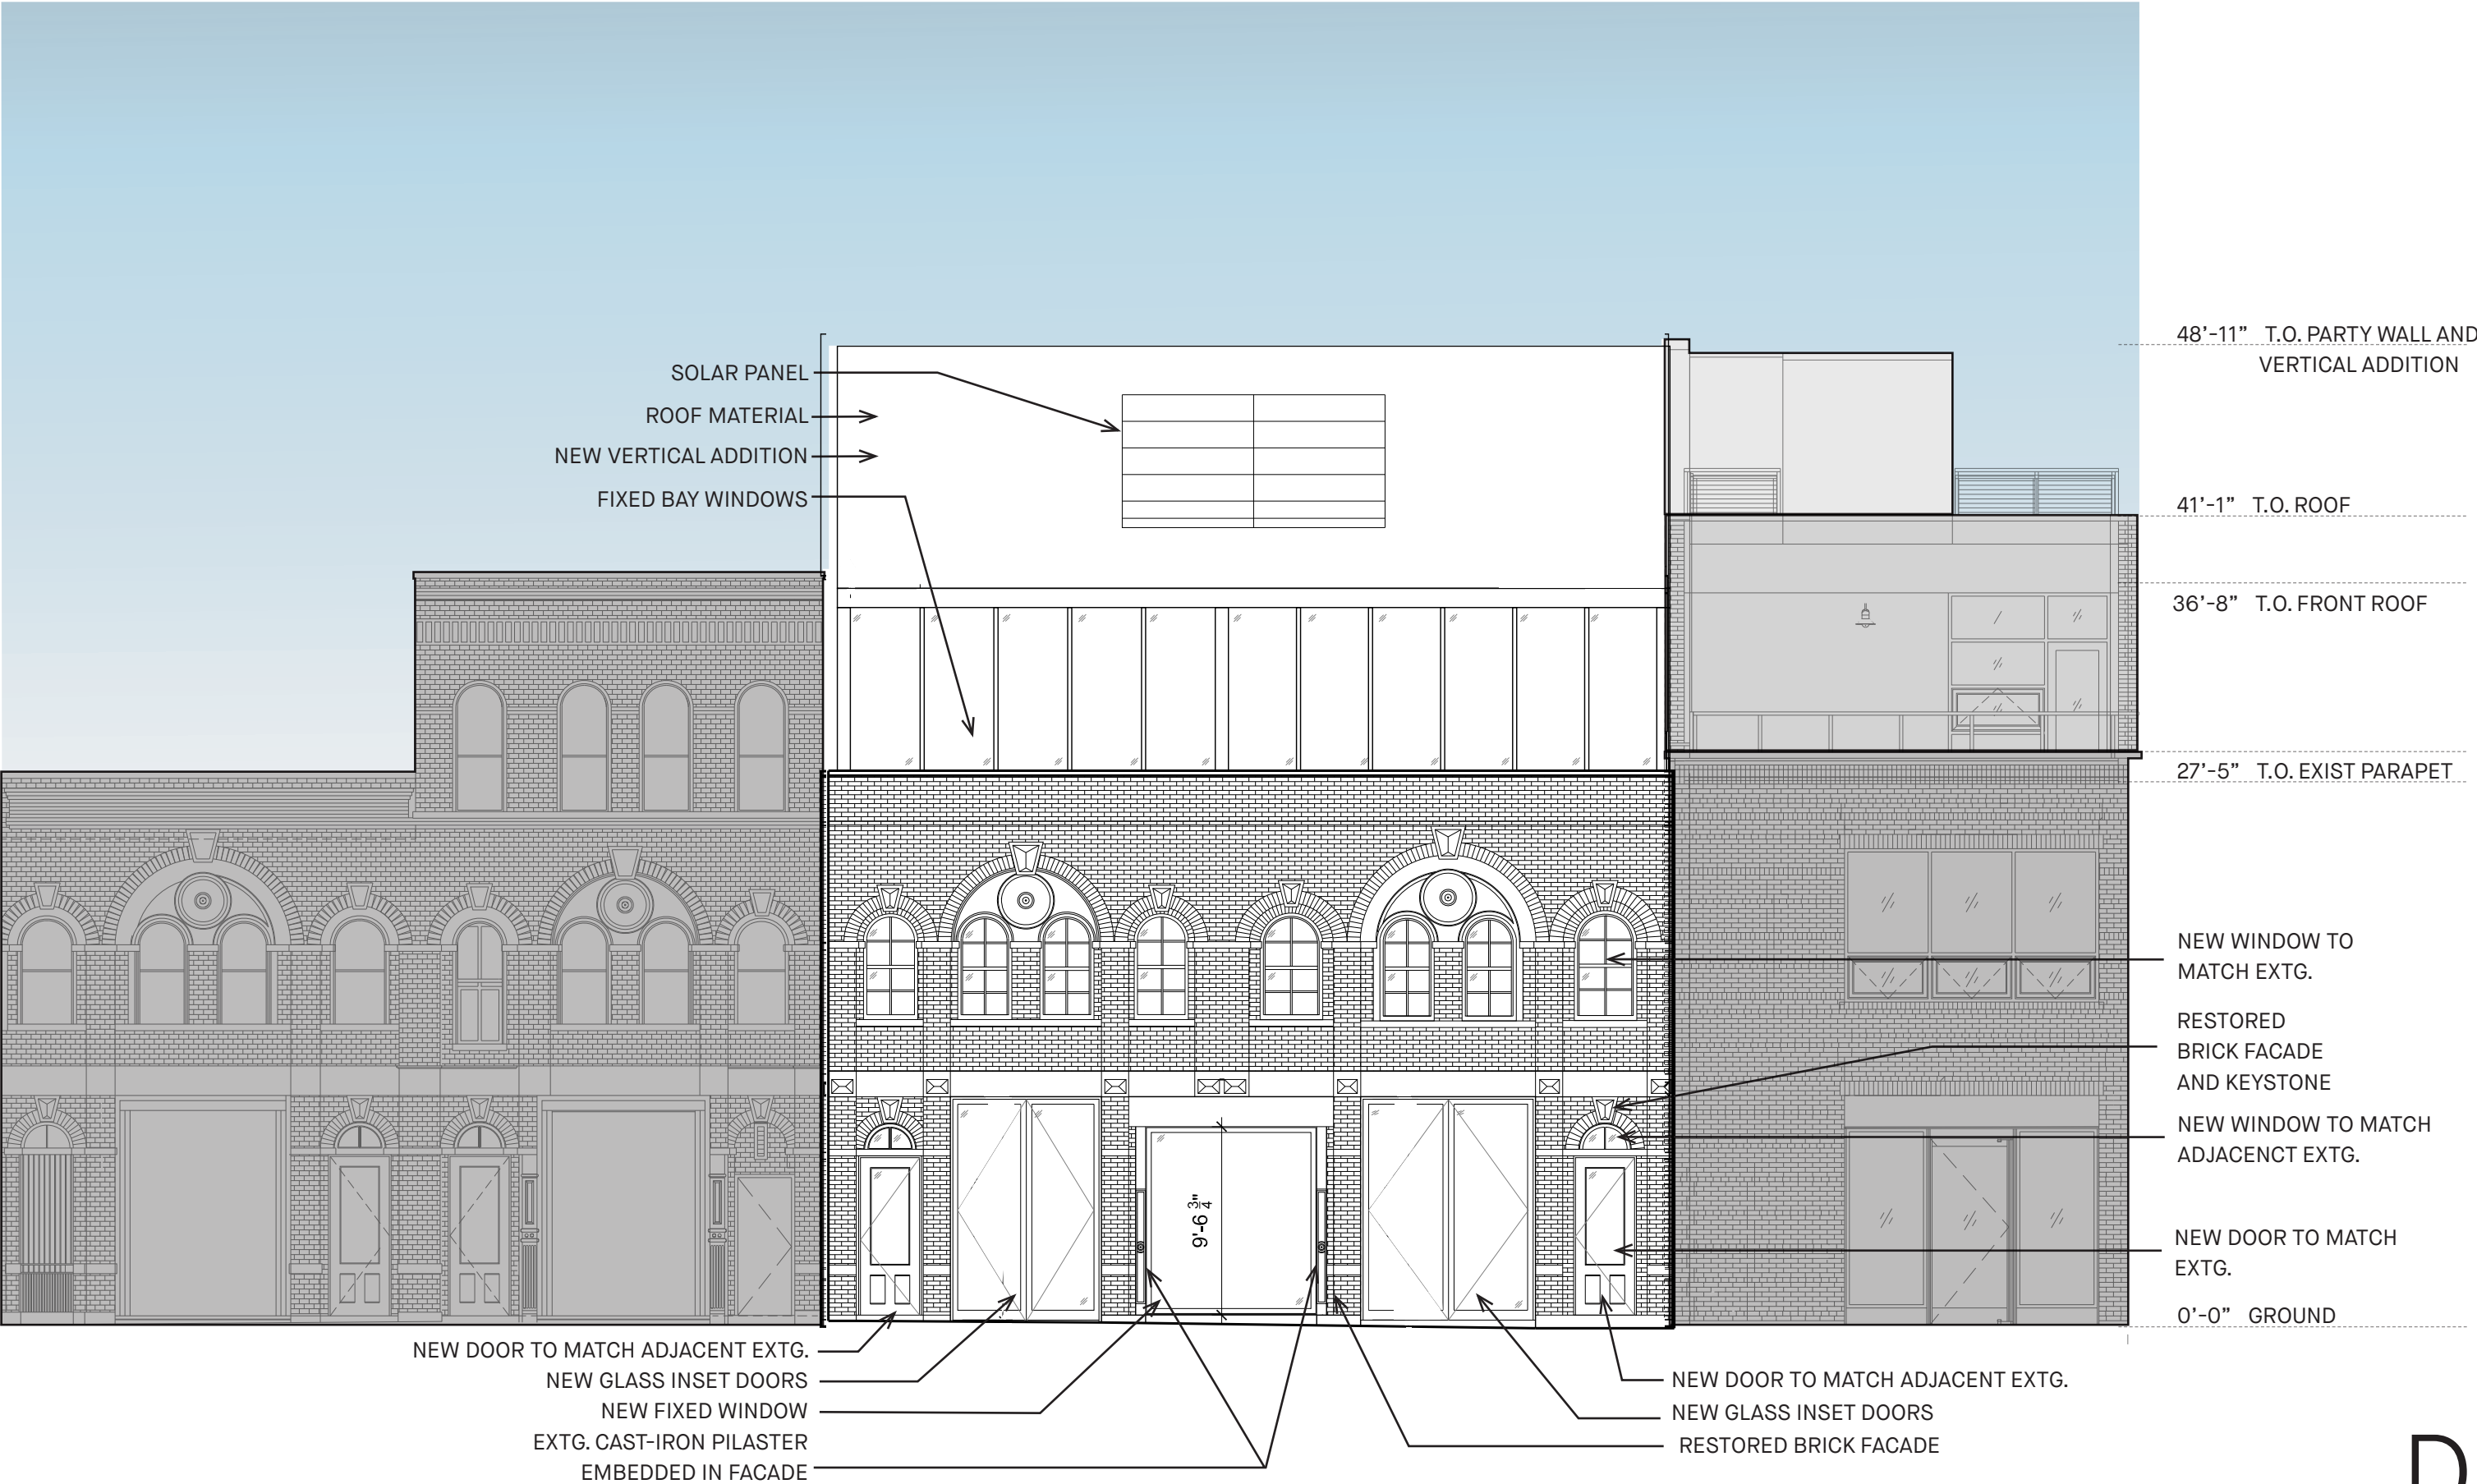 SOLAR PANEL
ROOF MATERIAL
NEW VERTICAL ADDITION
FIXED BAY WINDOWS
48’-11” T.O. PARTY WALL AND
VERTICAL ADDITION
41’-1” T.O. ROOF
36’-8” T.O. FRONT ROOF
27’-5” T.O. EXIST PARAPET
NEW WINDOW TO
MATCH EXTG.
RESTORED
BRICK FACADE
AND KEYSTONE
NEW WINDOW TO MATCH
ADJACENCT EXTG.
NEW DOOR TO MATCH
EXTG.
0’-0” GROUND
9'-6 3/4"
NEW DOOR TO MATCH ADJACENT EXTG.
NEW GLASS INSET DOORS
NEW FIXED WINDOW
EXTG. CAST-IRON PILASTER
EMBEDDED IN FACADE
NEW DOOR TO MATCH ADJACENT EXTG.
NEW GLASS INSET DOORS
RESTORED BRICK FACADE